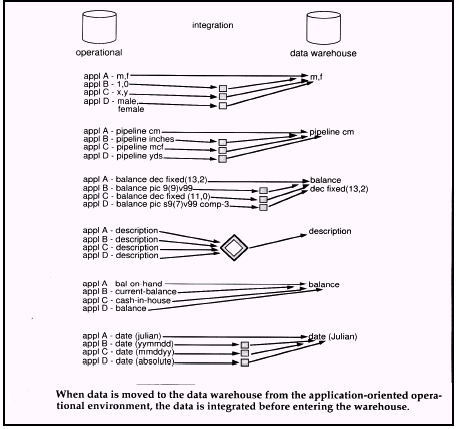 integration
operational
data warehouse
appl A - m,f
m,f
appl B - 1,0
appl C - x,y
appl D - male,
female
appl A - pipeline cm
pipeline cm
appl B - pipeline inches
appl C - pipeline mcf
appl D - pipeline yds
appl A - balance dec fixed(13,2)
balance
appl B - balance pic 9(9)v99
dec fixed(13,2)
appl C - balance dec fixed (11,0)
appl D - balance pic s9(7)v99 comp-3
appl A - description
description
appl B - description
appl C - description
appl D - description
appl A - bal-on-hand
balance
appl B - current-balance
appl C - cash-in-house
appl D - balance
appl A - date (julian)
date (Julian)
appl B - date (yymmdd)
appl C - date (mmddyy)
appl D - date (absolute)
When data is moved to the data warehouse from the application-oriented opera-
tional environment, the data is integrated before entering the warehouse.